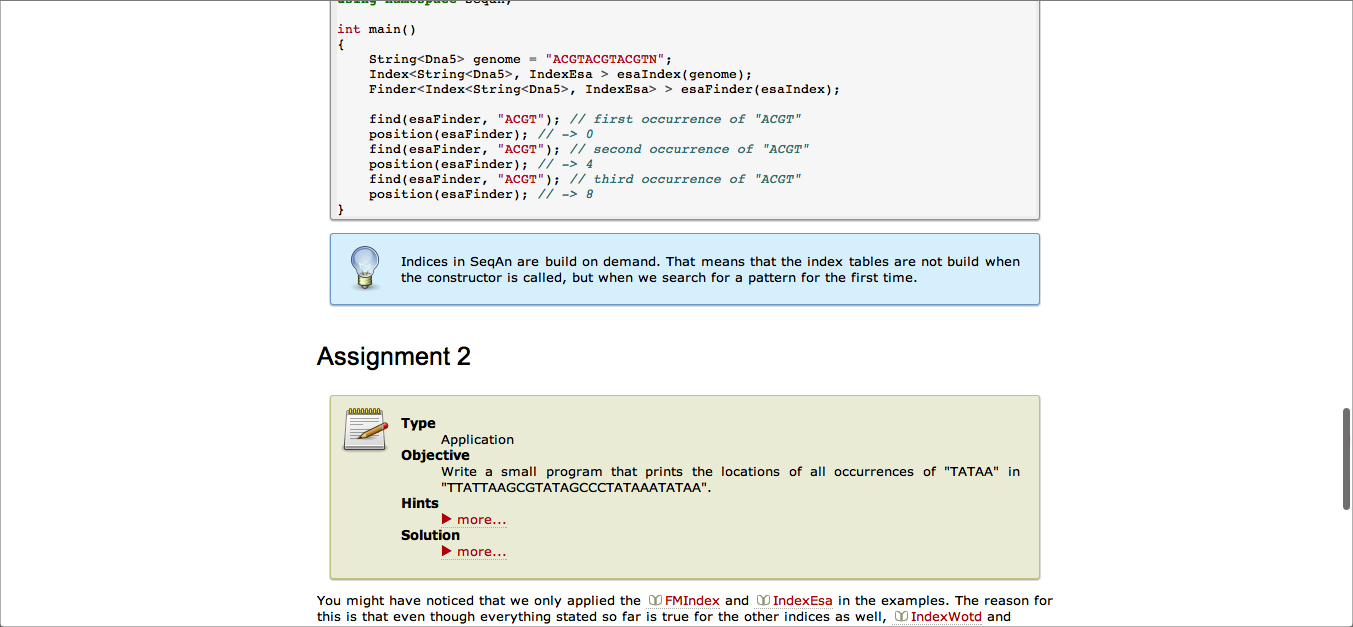 using namespace seqan;
int main()
{
String<Dna5> genome = "ACGTACGTACGTN";
Index<String<Dna5>, IndexEsa > esaIndex(genome);
Finder<Index<String<Dna5>, IndexEsa> > esaFinder(esaIndex);
find(esaFinder, "ACGT"); // first occurrence of "ACGT"
position(esaFinder); // -> 0
find(esaFinder, "ACGT"); // second occurrence of "ACGT"
position(esaFinder); // -> 4
find(esaFinder, "ACGT"); // third occurrence of "ACGT"
position(esaFinder); // -> 8
}
Indices in SeqAn are build on demand. That means that the index tables are not build when
the constructor is called, but when we search for a pattern for the first time.
Assignment 2
Type
Application
Objective
Write a small program that prints the locations of all occurrences of "TATAA" in
"TTATTAAGCGTATAGCCCTATAAATATAA".
Hints
more...
Solution
more...
You might have noticed that we only applied the FMIndex and IndexEsa in the examples. The reason for
this is that even though everything stated so far is true for the other indices as well, IndexWotd and